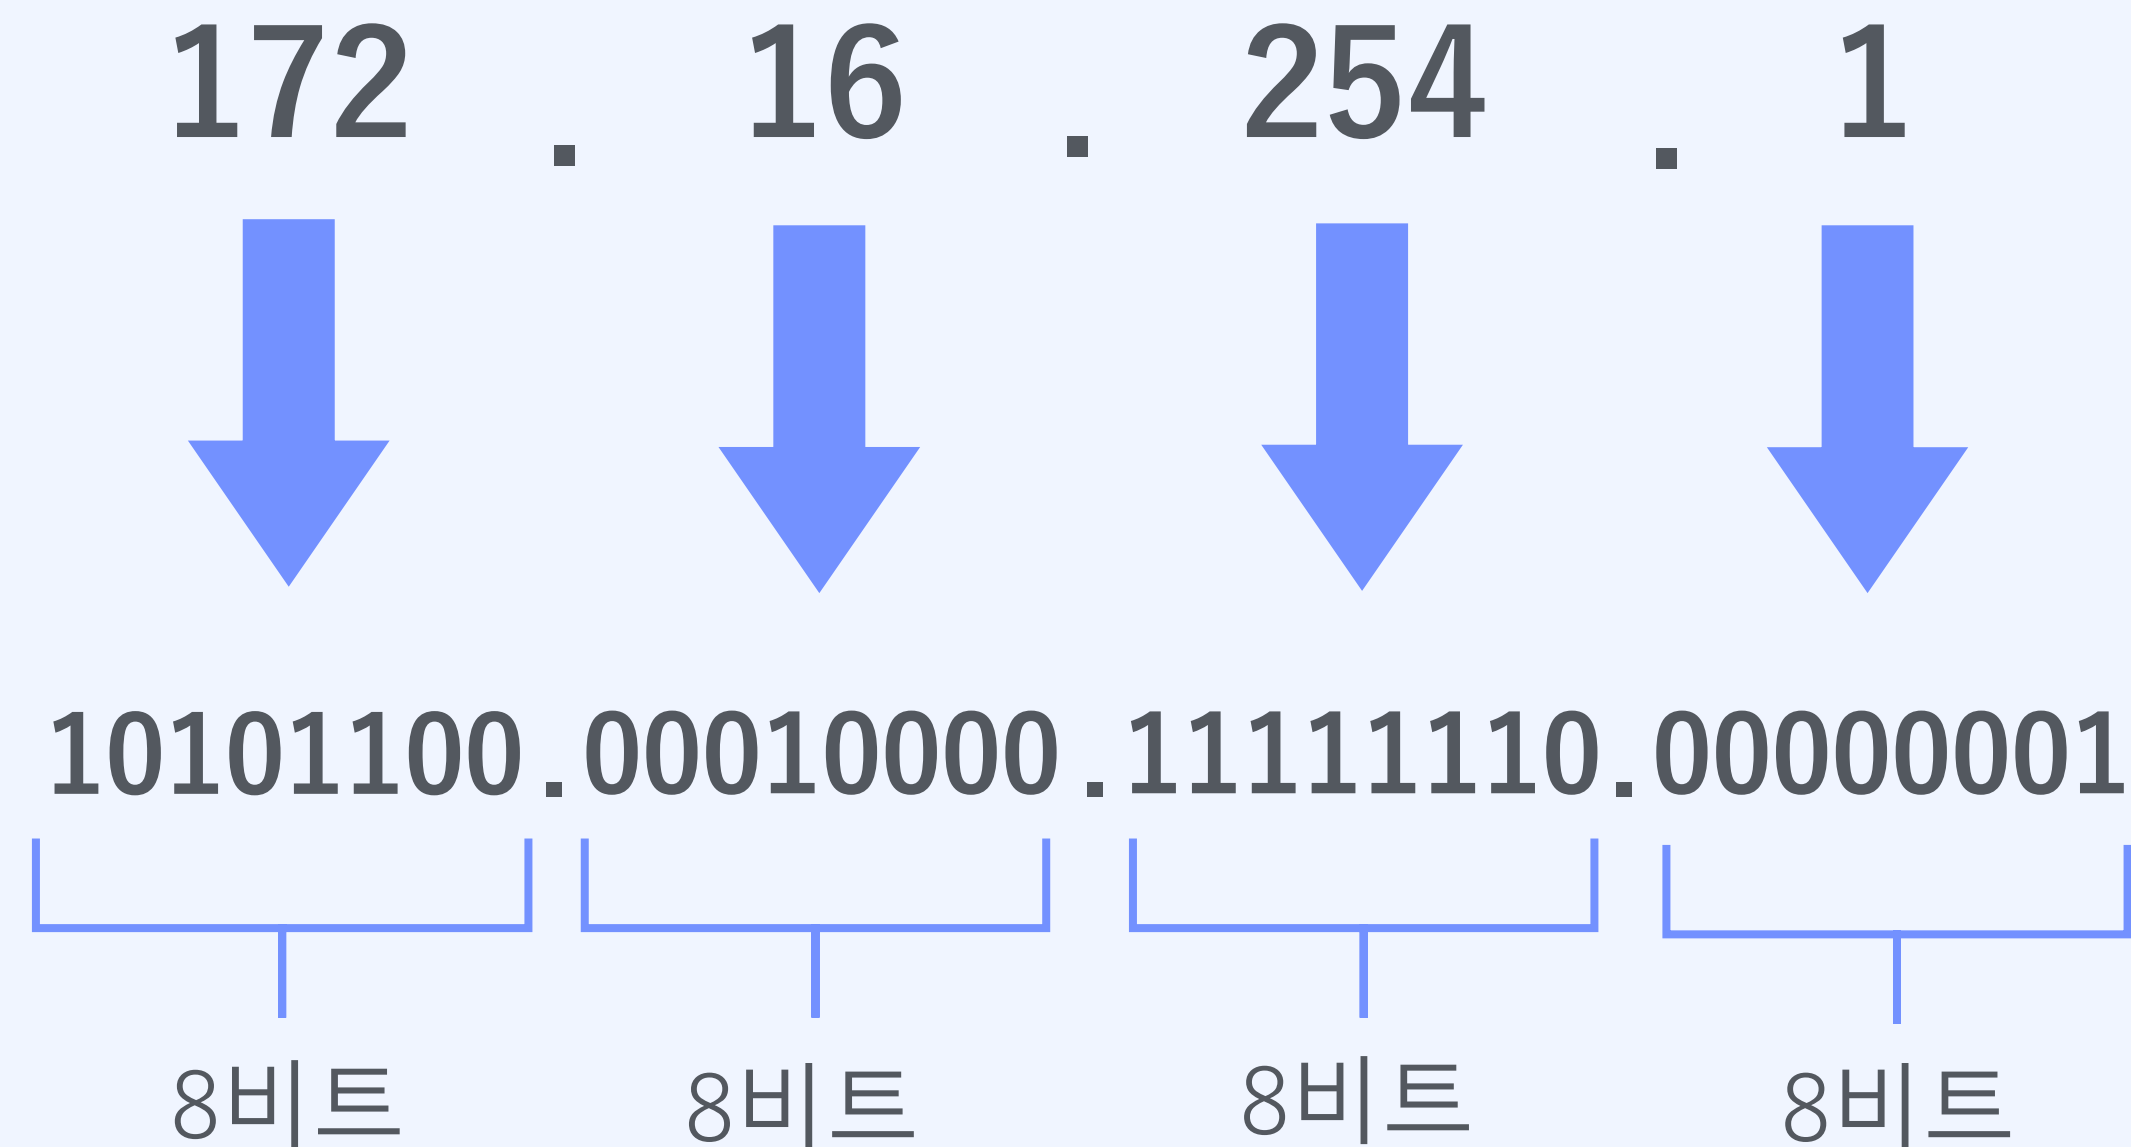 172 . 16 . 254 . 1
10101100 . 00010000 . 11111110 . 00000001
8비트 8비트 8비트 8비트